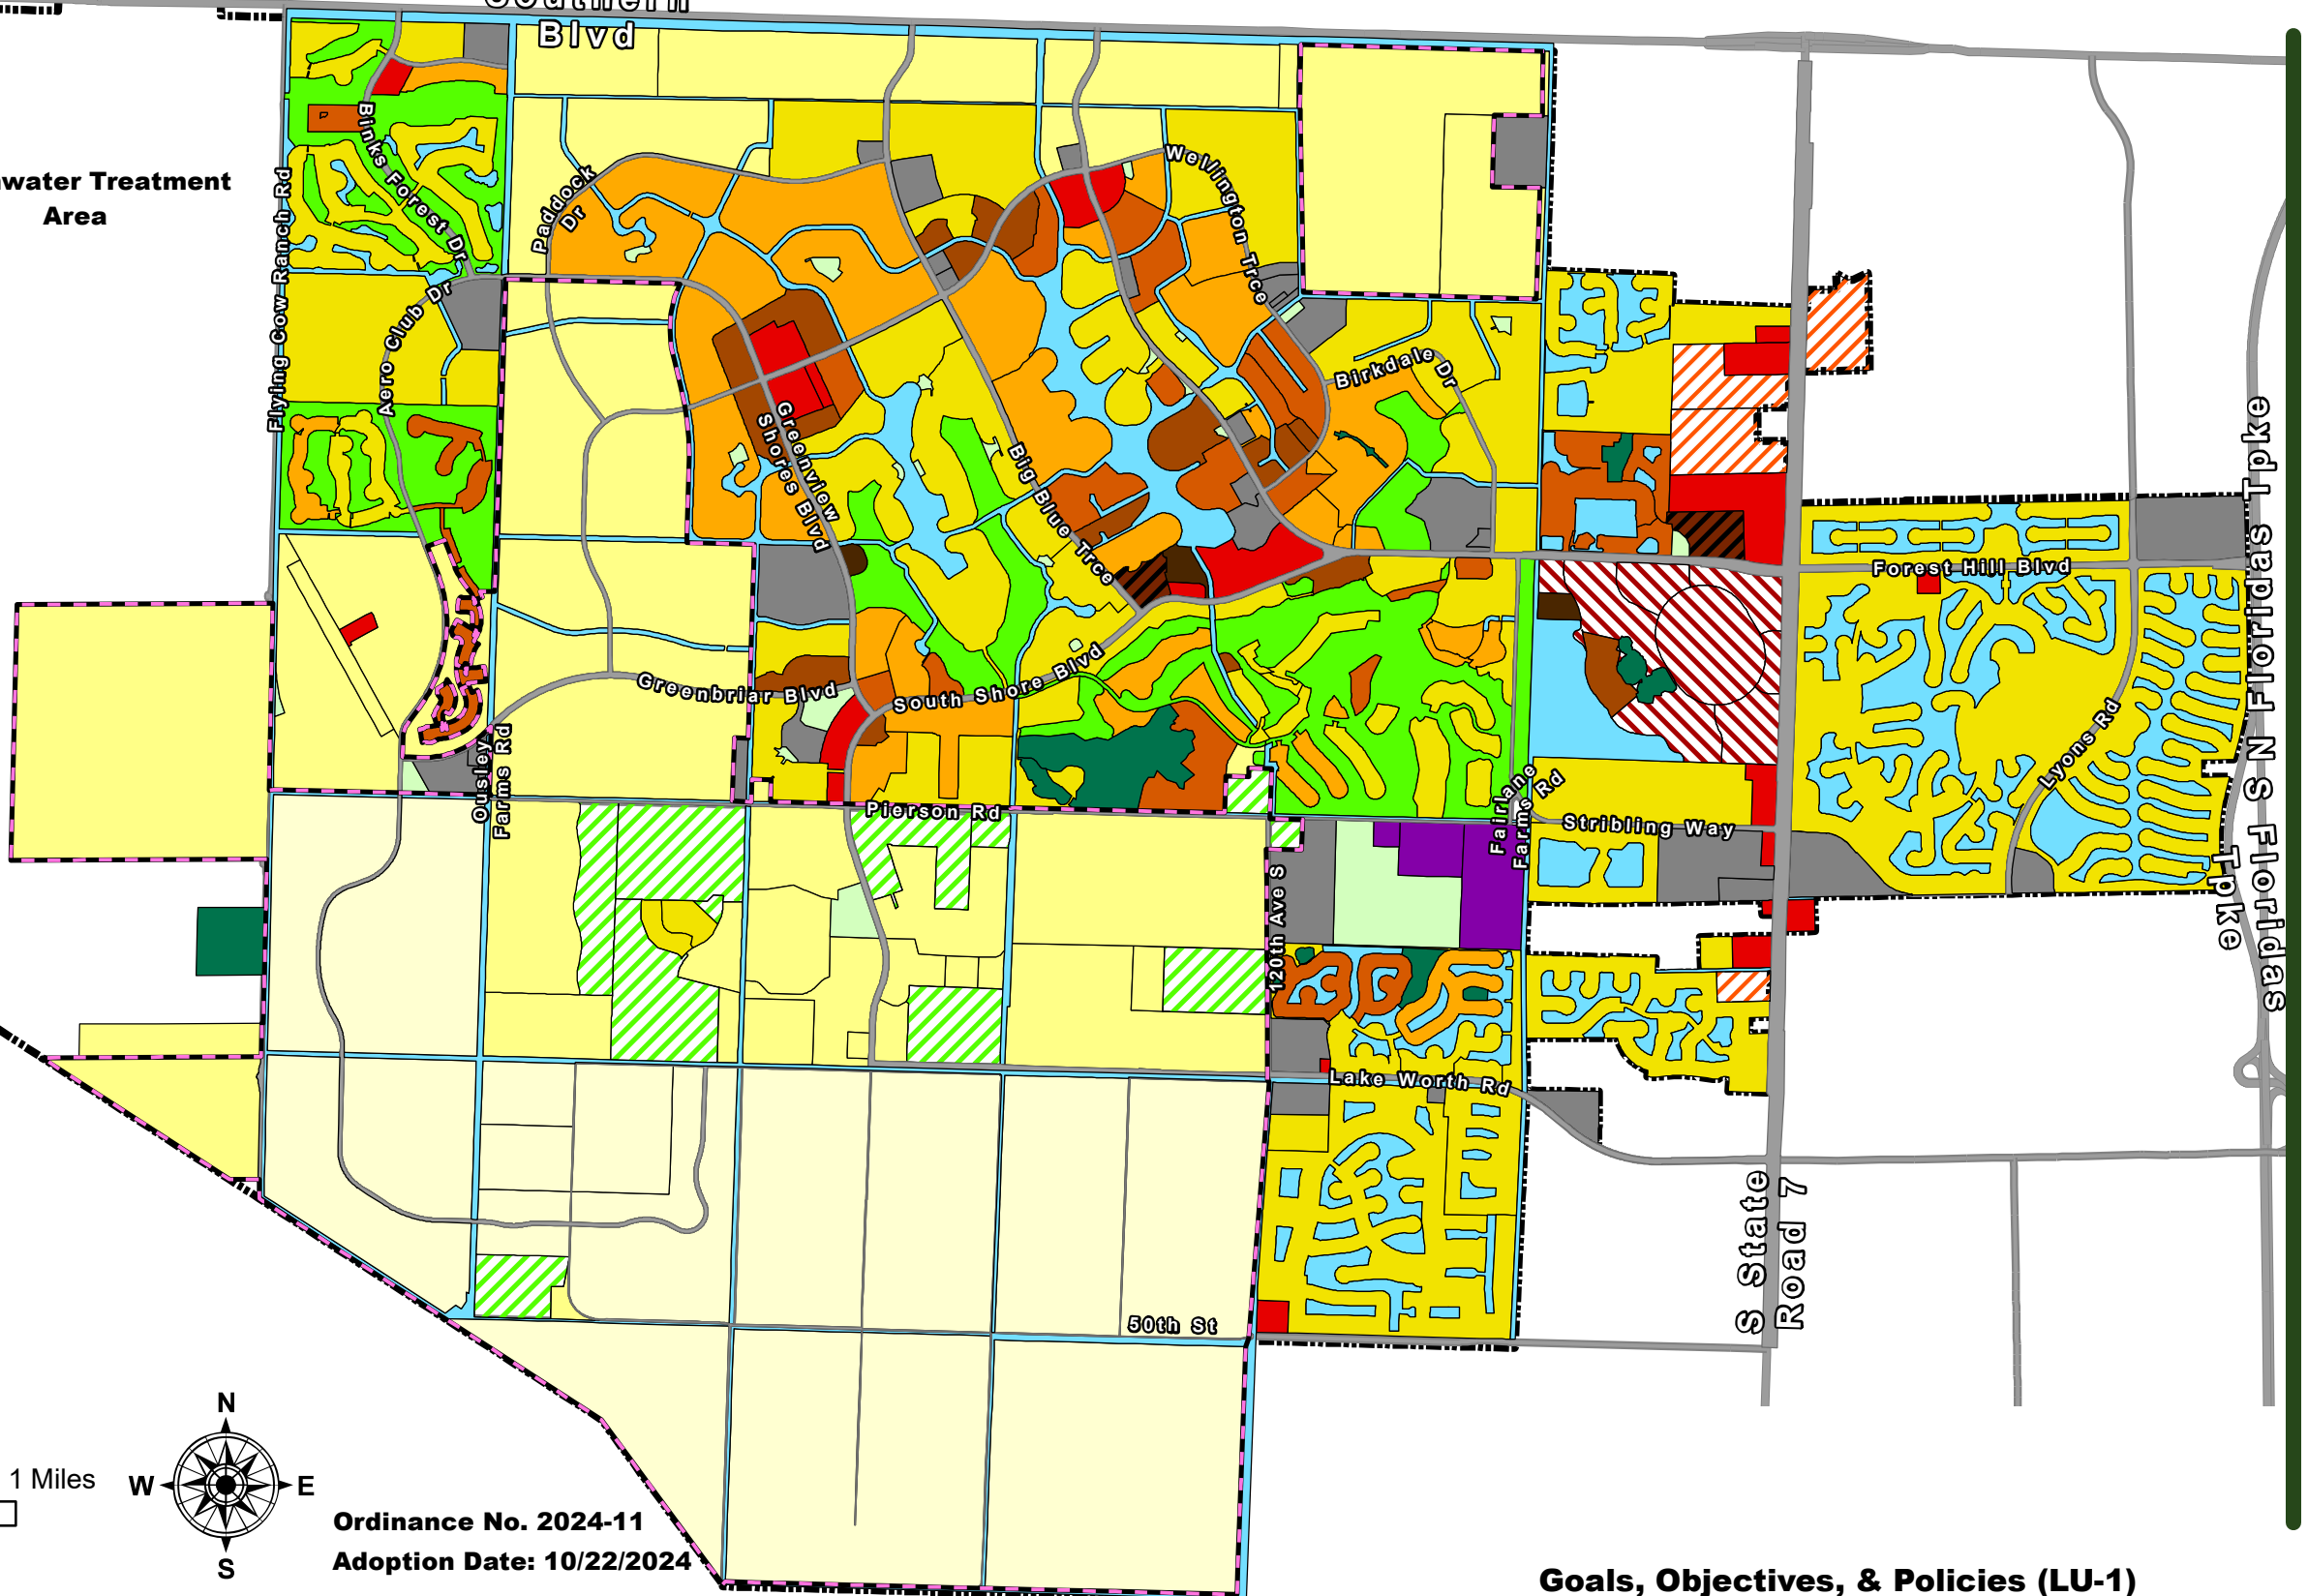 Southern
Blvd
water Treatment
Area
Flying Cow Ranch Rd
Binks Forest Dr
Aero Club Dr
Paddock
Dr
Wellington Trce
Birkdale Dr
Greenview
Shores Blvd
Big Blue Trce
Forest Hill Blvd
S N Floridas Tpke
Greenbriar Blvd
South Shore Blvd
Ousley
Farms Rd
Pierson Rd
Fairlane
Farms Rd
Stribling Way
Lyons Rd
S Floridas
Tpke
120th Ave S
Lake Worth Rd
S State
Road 7
50th St
N
W
E
S
1 Miles
Ordinance No. 2024-11
Adoption Date: 10/22/2024
Goals, Objectives, & Policies (LU-1)